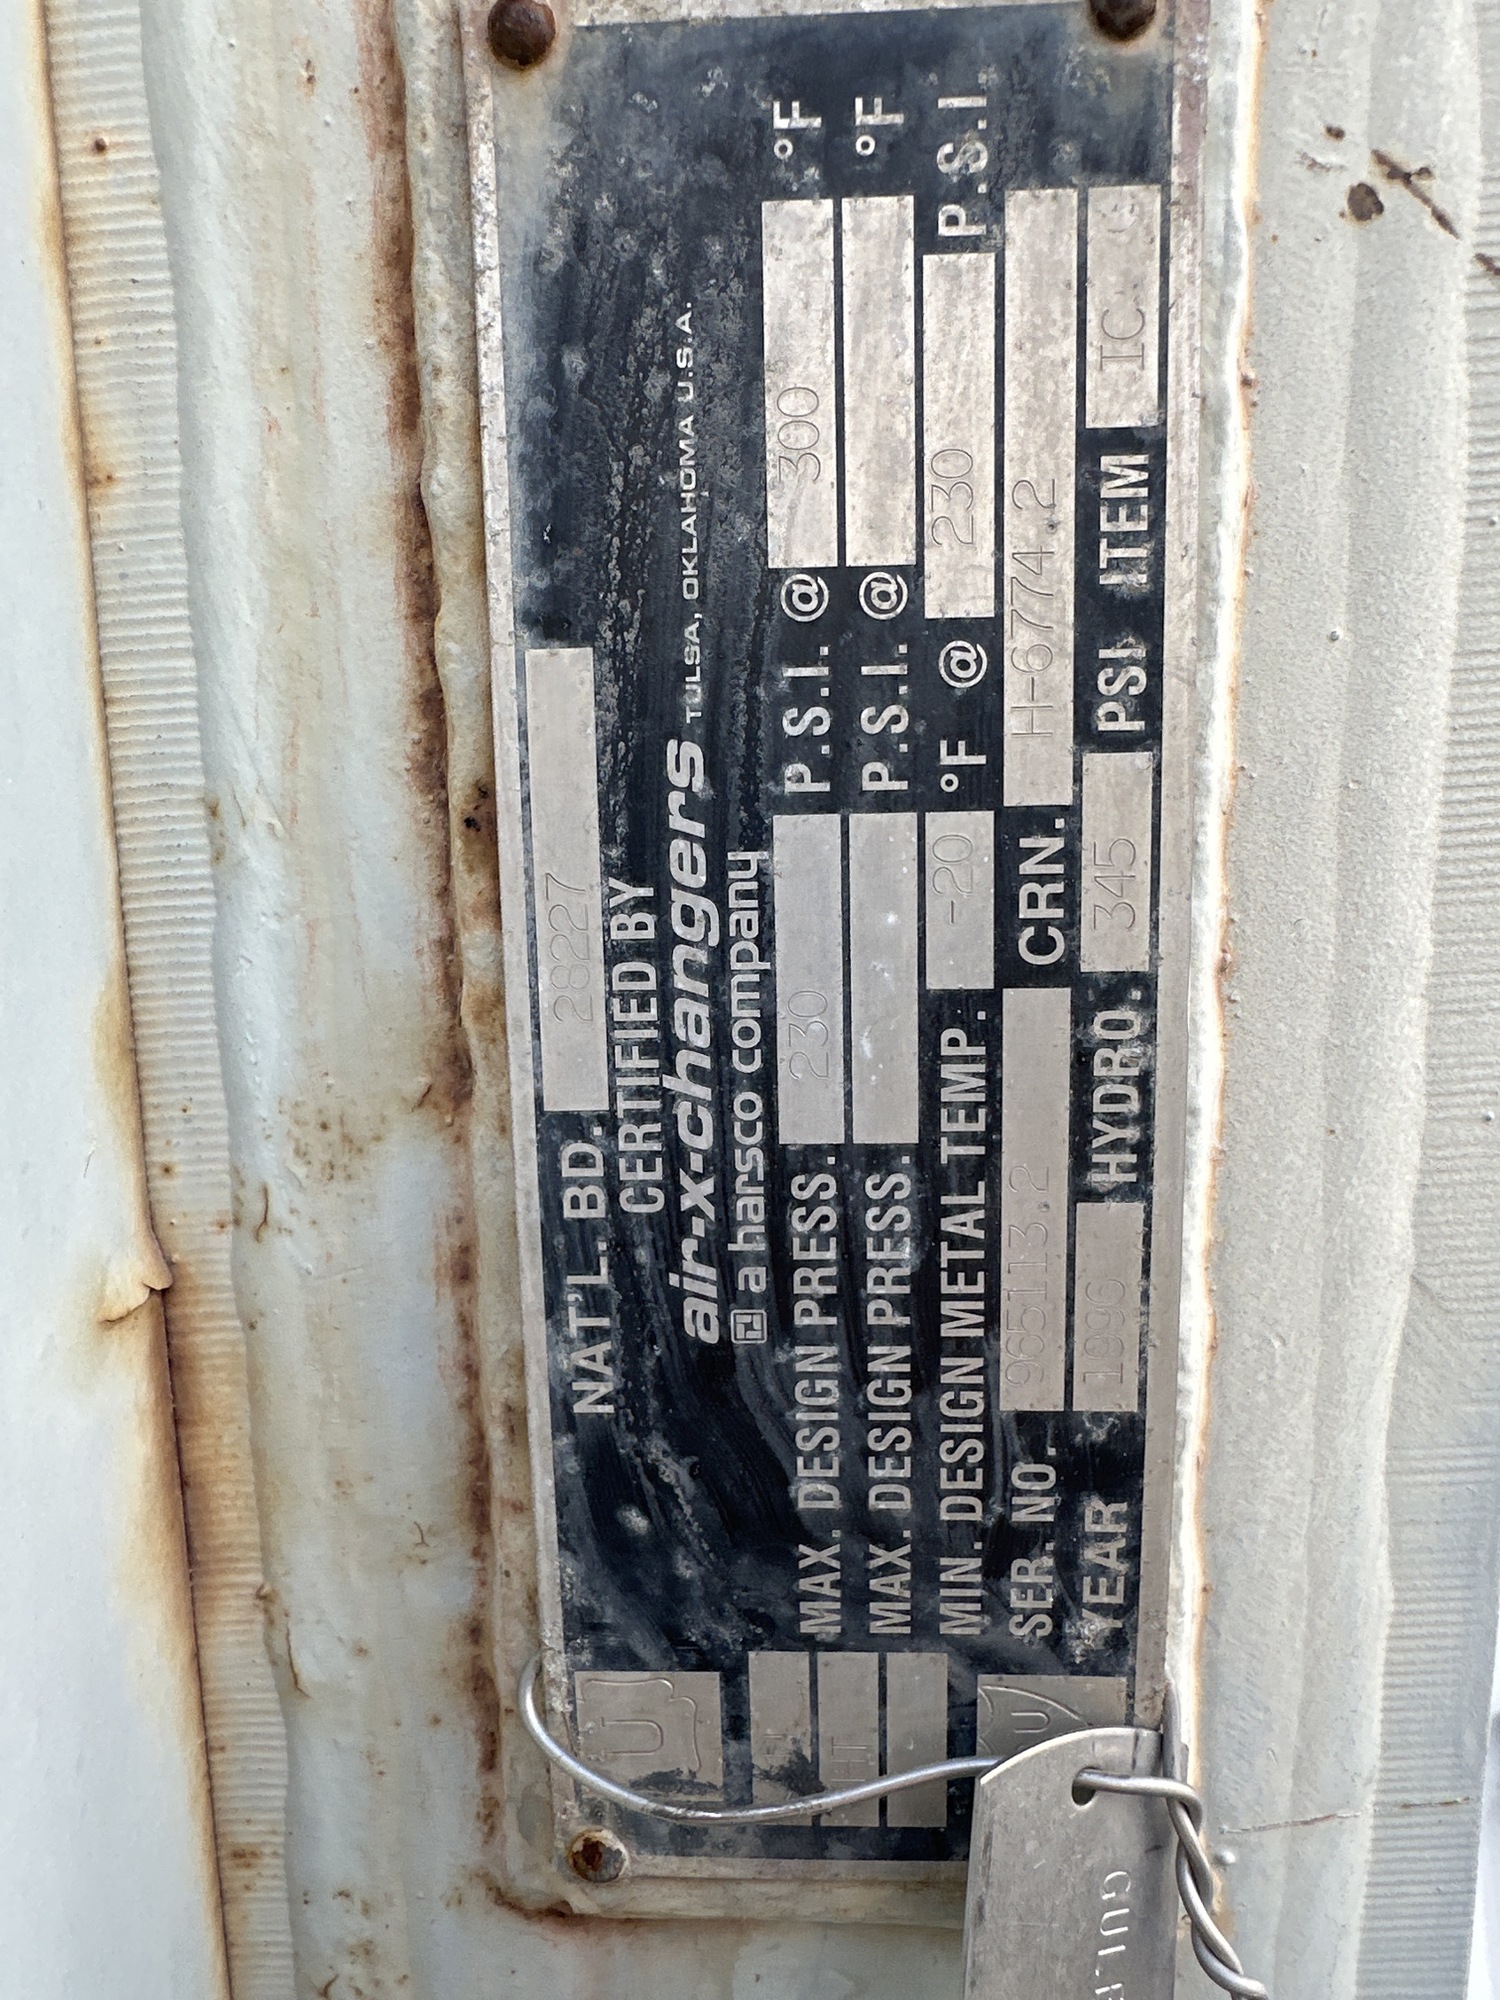 NAT'L. BD. 28227
CERTIFIED BY
air-x-changers TULSA, OKLAHOMA U.S.A.
a harsco company
MAX. DESIGN PRESS. 230 P.S.I. @ 300 °F
MAX. DESIGN PRESS. P.S.I. @ °F
MIN. DESIGN METAL TEMP. -20 °F @ 230 P.S.I.
SER. NO. 965113.2 CRN. H-6774.2
YEAR 1996 HYDRO. 345 PSI ITEM IC
U
HT
U